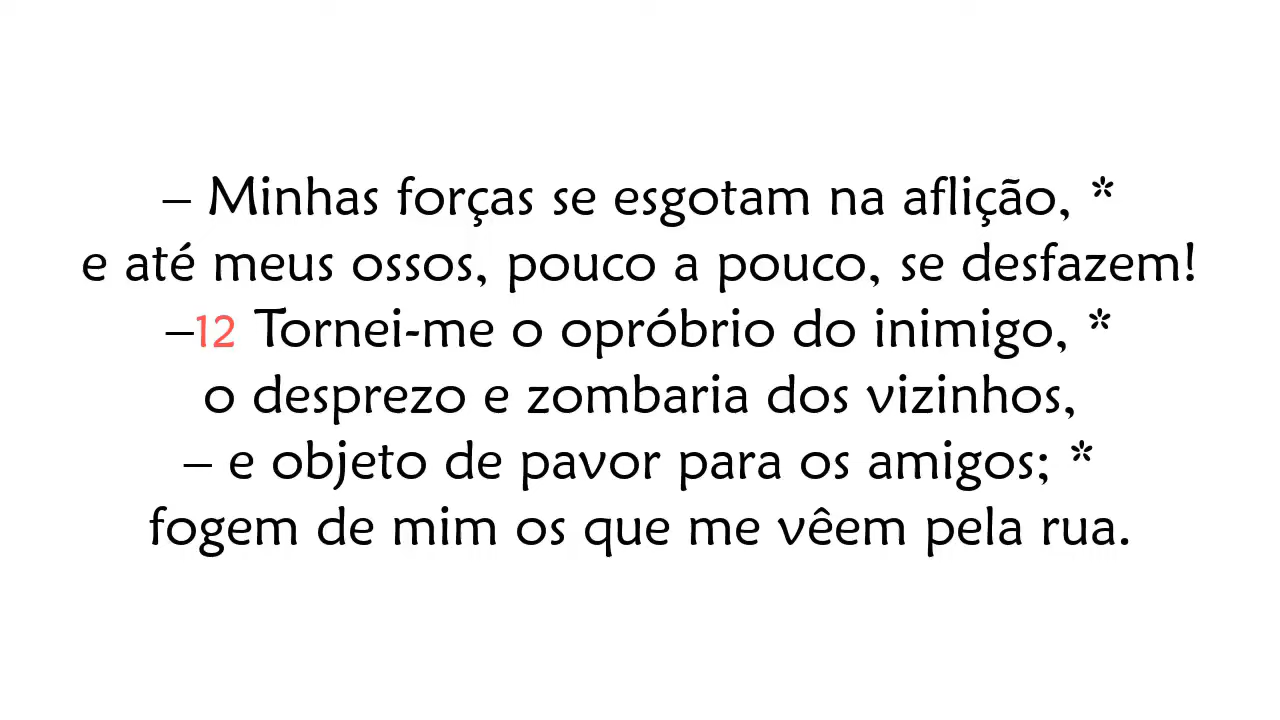 – Minhas forças se esgotam na aflição, *
e até meus ossos, pouco a pouco, se desfazem!
–12 Tornei-me o opróbrio do inimigo, *
o desprezo e zombaria dos vizinhos,
– e objeto de pavor para os amigos; *
fogem de mim os que me vêem pela rua.